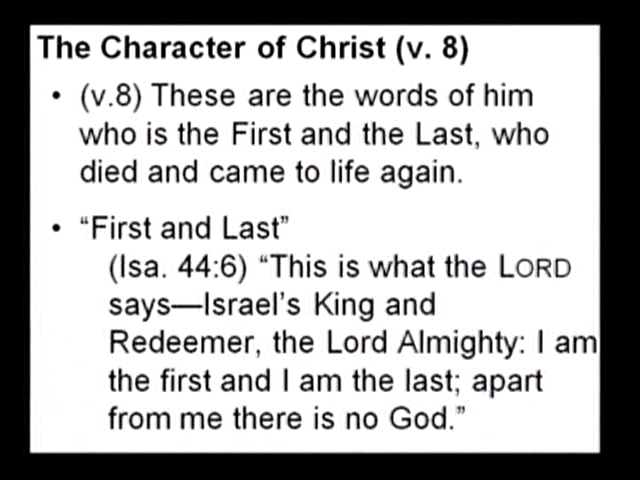 The Character of Christ (v. 8)
• (v.8) These are the words of him
who is the First and the Last, who
died and came to life again.
• “First and Last”
(Isa. 44:6) “This is what the LORD
says—Israel’s King and
Redeemer, the Lord Almighty: I am
the first and I am the last; apart
from me there is no God.”